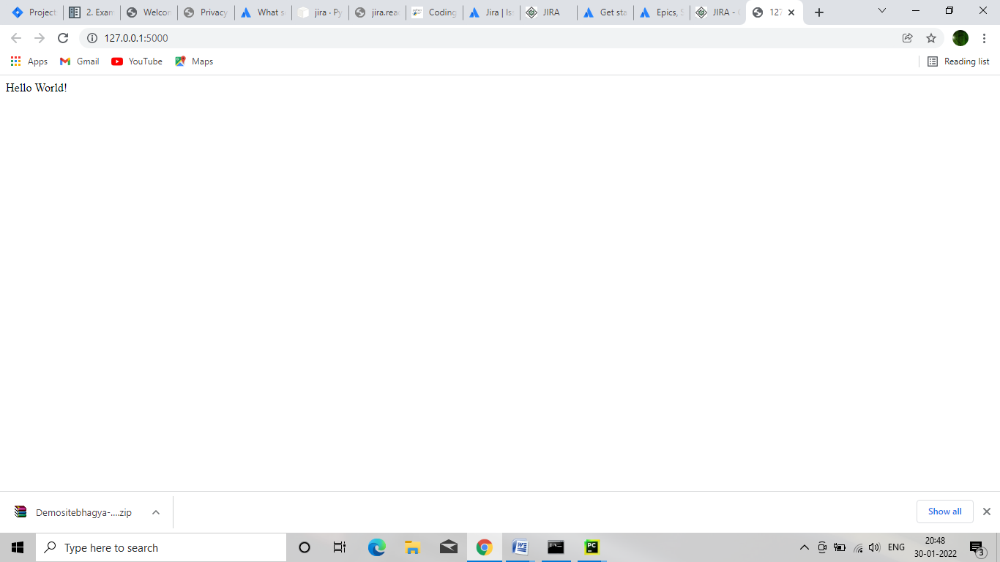 Project
2. Exam
Welcon
Privacy
What s
jira · Py
jira.rea
Coding
Jira | Is
JIRA
Get sta
Epics, S
JIRA -
127
127.0.0.1:5000
Apps
Gmail
YouTube
Maps
Reading list
Hello World!
Demositebhagya-....zip
Show all
Type here to search
ENG
20:48
30-01-2022
3